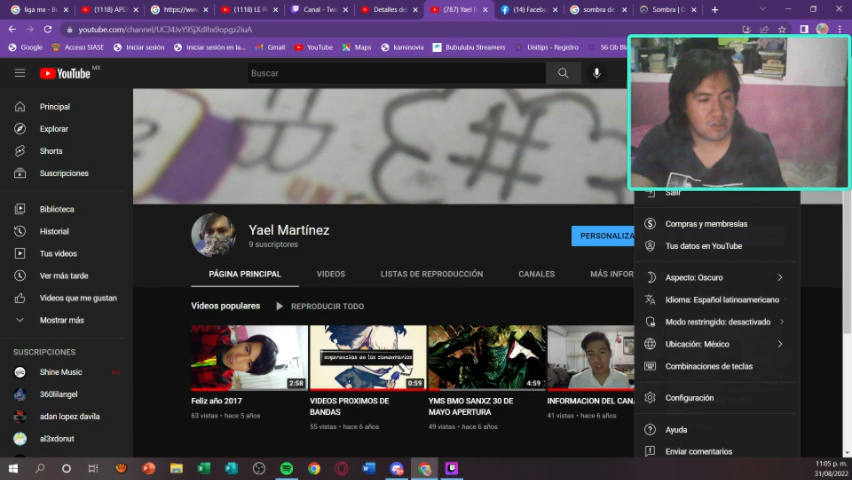 liga ma - B
(1118) AP
https://ww
(1118) LE R
Canal - Twi
Detalles de
(787) Yael M
(14) Faceb
sombra de
Sombra | O
youtube.com/channel/UC34JvY9SjXdlhx9opgz2iuA
Google
Acceso SIASE
Iniciar sesión
Iniciar sesión en la...
Gmail
YouTube
Maps
kaminovia
Bubulubu Streamers
Unitips - Registro
56 Gb Bla
YouTube MX
Buscar
Principal
Explorar
Shorts
Suscripciones
Biblioteca
Historial
Tus videos
Ver más tarde
Videos que me gustan
Mostrar más
SUSCRIPCIONES
Shine Music
360lilangel
adan lopez davila
al3xdonut
Yael Martínez
9 suscriptores
PERSONALIZA
PÁGINA PRINCIPAL
VIDEOS
LISTAS DE REPRODUCCIÓN
CANALES
MÁS INFOR
Videos populares
REPRODUCIR TODO
2:58
sugerencias en los comentarios
0:59
4:59
Feliz año 2017
63 vistas · hace 5 años
VIDEOS PROXIMOS DE
BANDAS
55 vistas · hace 6 años
YMS BMO SANXZ 30 DE
MAYO APERTURA
49 vistas · hace 6 años
INFORMACION DEL CANA
41 vistas · hace 6 años
Salir
Compras y membresías
Tus datos en YouTube
Aspecto: Oscuro
Idioma: Español latinoamericano
Modo restringido: desactivado
Ubicación: México
Combinaciones de teclas
Configuración
Ayuda
Enviar comentarios
11:05 p. m.
31/08/2022